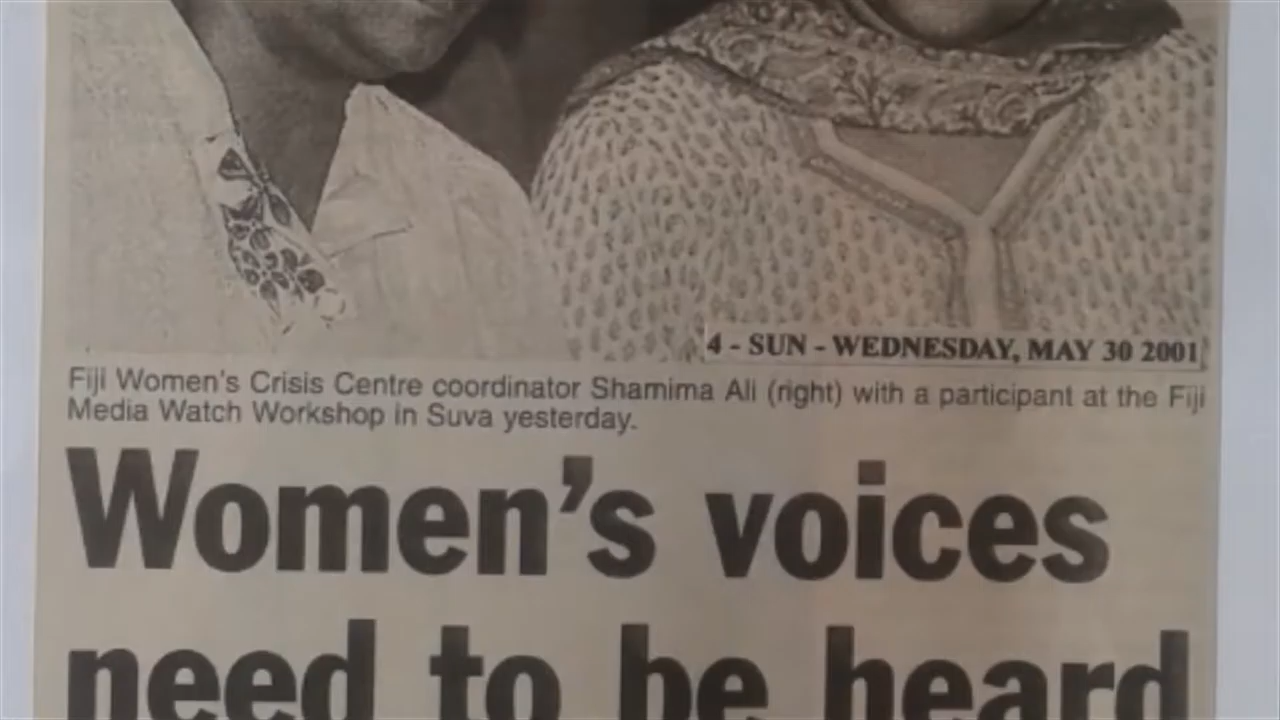 4 - SUN - WEDNESDAY, MAY 30 2001
Fiji Women's Crisis Centre coordinator Shamima Ali (right) with a participant at the Fiji
Media Watch Workshop in Suva yesterday.
Women's voices
need to be heard